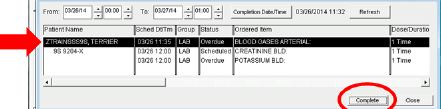 From: 03/26/14 00:00 To: 03/27/14 00:00 Completion Date/Time 03/26/2014 11:32 Refresh
Patient Name Sched Dt/Tm Group Status Ordered Item Dose/Duratio
ZTRAINSSE9S, TERRIER 03/26 11:35 LAB Overdue BLOOD GASES ARTERIAL: 1 Time
9S 9204-X 03/26 12:00 LAB Scheduled CREATININE BLD: 1 Time
03/26 12:00 LAB Overdue POTASSIUM BLD: 1 Time
Complete Close